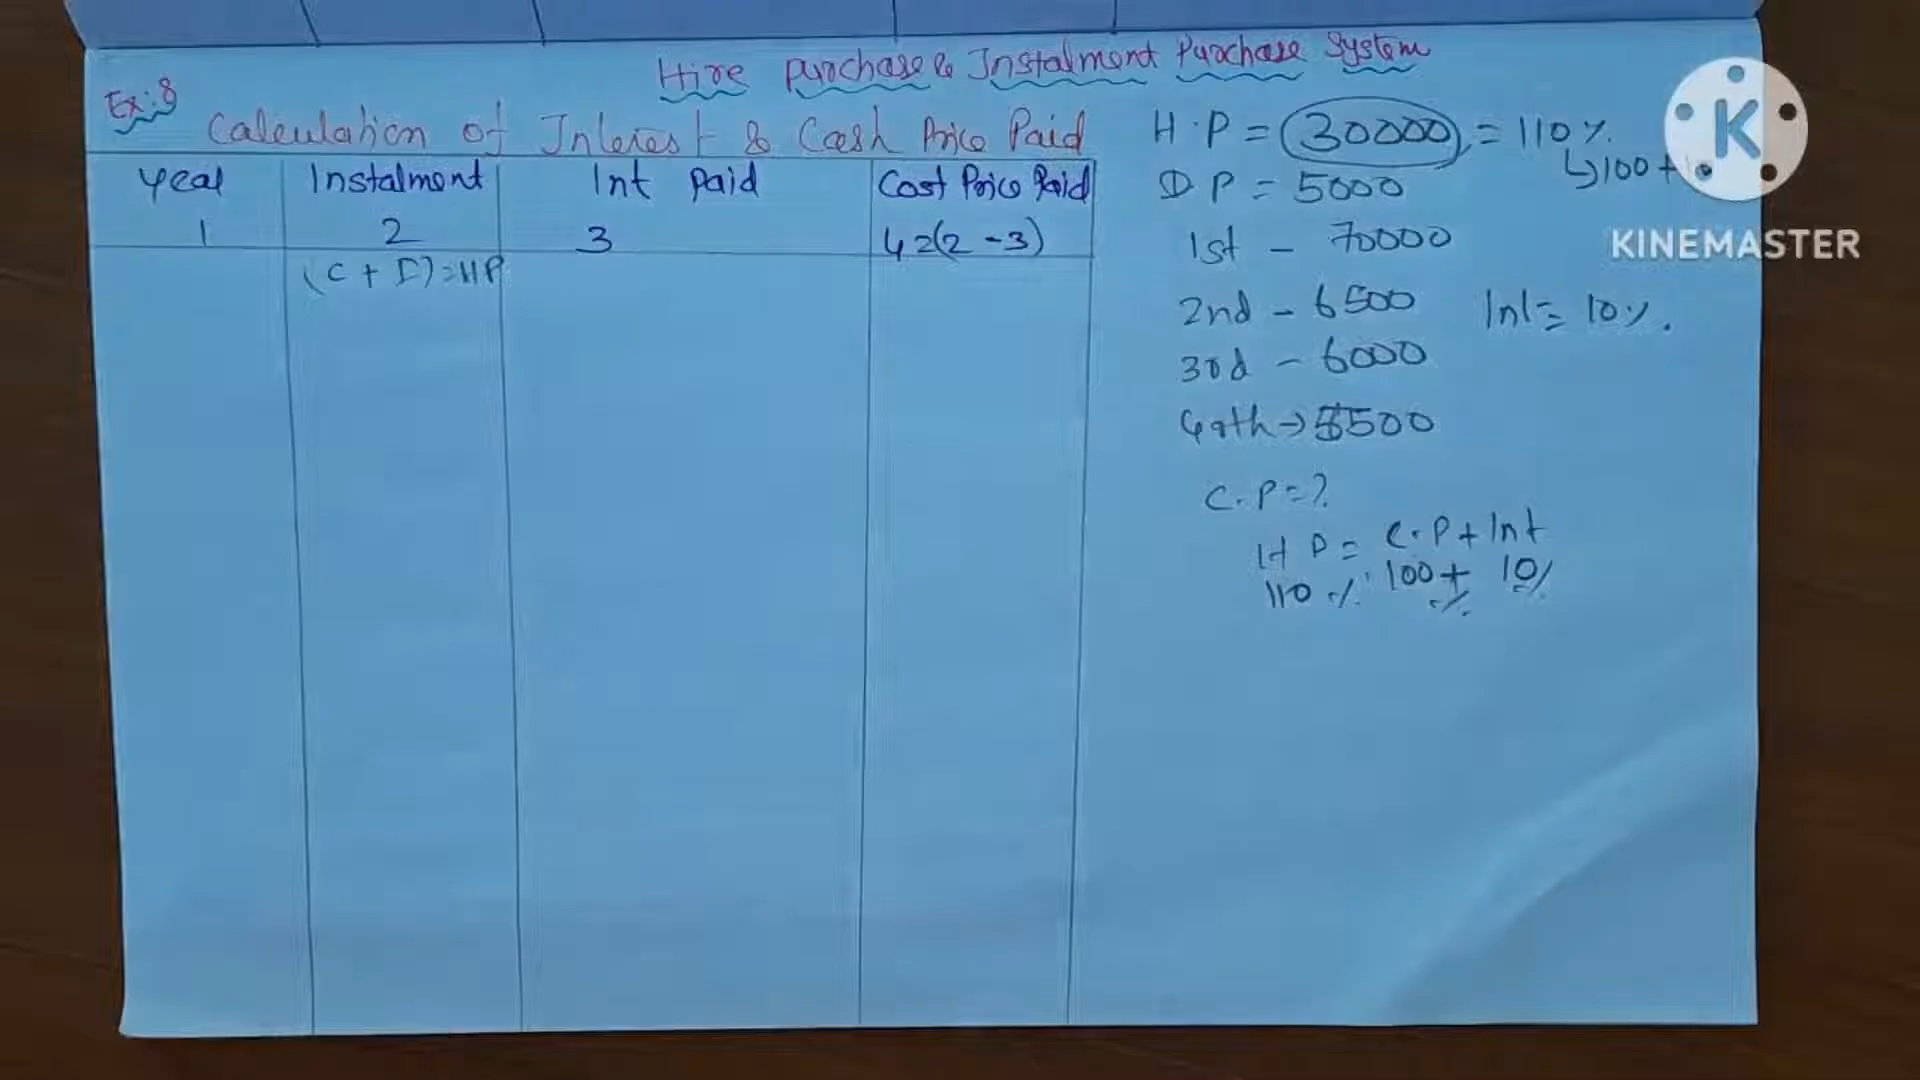 Hire purchase & Instalment Purchase System
Ex:8
Calculation of Interest & Cash Price Paid
Year Instalment Int Paid Cost Price Paid
1 2 3 4=(2-3)
(C + I)=HP
H.P = 30000 = 110%
↳100 + 10
D P = 5000
1st - 70000
2nd - 6500 Int = 10%.
3rd - 6000
4rth→ 5500
C.P=?
H P = C.P + Int
110 % 100 + 10%
%
K
KINEMASTER